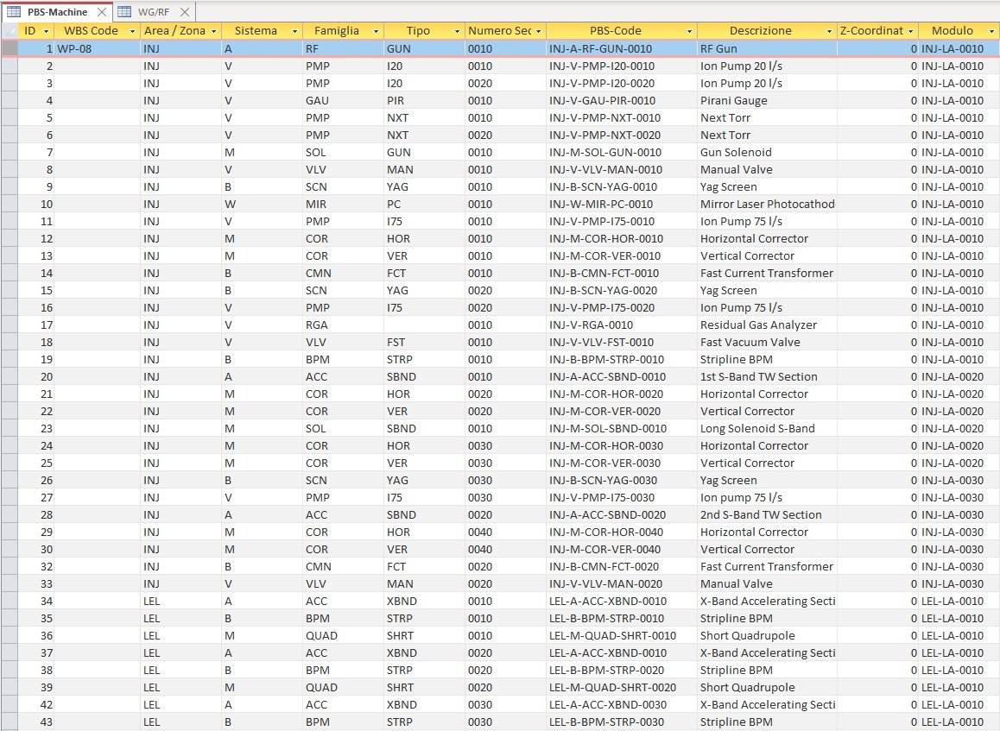 PBS-Machine WG/RF
ID WBS Code Area / Zona Sistema Famiglia Tipo Numero Sec PBS-Code Descrizione Z-Coordinat Modulo
1 WP-08 INJ A RF GUN 0010 INJ-A-RF-GUN-0010 RF Gun 0 INJ-LA-0010
2 INJ V PMP I20 0010 INJ-V-PMP-I20-0010 Ion Pump 20 l/s 0 INJ-LA-0010
3 INJ V PMP I20 0020 INJ-V-PMP-I20-0020 Ion Pump 20 l/s 0 INJ-LA-0010
4 INJ V GAU PIR 0010 INJ-V-GAU-PIR-0010 Pirani Gauge 0 INJ-LA-0010
5 INJ V PMP NXT 0010 INJ-V-PMP-NXT-0010 Next Torr 0 INJ-LA-0010
6 INJ V PMP NXT 0020 INJ-V-PMP-NXT-0020 Next Torr 0 INJ-LA-0010
7 INJ M SOL GUN 0010 INJ-M-SOL-GUN-0010 Gun Solenoid 0 INJ-LA-0010
8 INJ V VLV MAN 0010 INJ-V-VLV-MAN-0010 Manual Valve 0 INJ-LA-0010
9 INJ B SCN YAG 0010 INJ-B-SCN-YAG-0010 Yag Screen 0 INJ-LA-0010
10 INJ W MIR PC 0010 INJ-W-MIR-PC-0010 Mirror Laser Photocathod 0 INJ-LA-0010
11 INJ V PMP I75 0010 INJ-V-PMP-I75-0010 Ion Pump 75 l/s 0 INJ-LA-0010
12 INJ M COR HOR 0010 INJ-M-COR-HOR-0010 Horizontal Corrector 0 INJ-LA-0010
13 INJ M COR VER 0010 INJ-M-COR-VER-0010 Vertical Corrector 0 INJ-LA-0010
14 INJ B CMN FCT 0010 INJ-B-CMN-FCT-0010 Fast Current Transformer 0 INJ-LA-0010
15 INJ B SCN YAG 0020 INJ-B-SCN-YAG-0020 Yag Screen 0 INJ-LA-0010
16 INJ V PMP I75 0020 INJ-V-PMP-I75-0020 Ion Pump 75 l/s 0 INJ-LA-0010
17 INJ V RGA 0010 INJ-V-RGA-0010 Residual Gas Analyzer 0 INJ-LA-0010
18 INJ V VLV FST 0010 INJ-V-VLV-FST-0010 Fast Vacuum Valve 0 INJ-LA-0010
19 INJ B BPM STRP 0010 INJ-B-BPM-STRP-0010 Stripline BPM 0 INJ-LA-0010
20 INJ A ACC SBND 0010 INJ-A-ACC-SBND-0010 1st S-Band TW Section 0 INJ-LA-0020
21 INJ M COR HOR 0020 INJ-M-COR-HOR-0020 Horizontal Corrector 0 INJ-LA-0020
22 INJ M COR VER 0020 INJ-M-COR-VER-0020 Vertical Corrector 0 INJ-LA-0020
23 INJ M SOL SBND 0010 INJ-M-SOL-SBND-0010 Long Solenoid S-Band 0 INJ-LA-0020
24 INJ M COR HOR 0030 INJ-M-COR-HOR-0030 Horizontal Corrector 0 INJ-LA-0020
25 INJ M COR VER 0030 INJ-M-COR-VER-0030 Vertical Corrector 0 INJ-LA-0020
26 INJ B SCN YAG 0030 INJ-B-SCN-YAG-0030 Yag Screen 0 INJ-LA-0030
27 INJ V PMP I75 0030 INJ-V-PMP-I75-0030 Ion pump 75 l/s 0 INJ-LA-0030
28 INJ A ACC SBND 0020 INJ-A-ACC-SBND-0020 2nd S-Band TW Section 0 INJ-LA-0030
29 INJ M COR HOR 0040 INJ-M-COR-HOR-0040 Horizontal Corrector 0 INJ-LA-0030
30 INJ M COR VER 0040 INJ-M-COR-VER-0040 Vertical Corrector 0 INJ-LA-0030
32 INJ B CMN FCT 0020 INJ-B-CMN-FCT-0020 Fast Current Transformer 0 INJ-LA-0030
33 INJ V VLV MAN 0020 INJ-V-VLV-MAN-0020 Manual Valve 0 INJ-LA-0030
34 LEL A ACC XBND 0010 LEL-A-ACC-XBND-0010 X-Band Accelerating Secti 0 LEL-LA-0010
35 LEL B BPM STRP 0010 LEL-B-BPM-STRP-0010 Stripline BPM 0 LEL-LA-0010
36 LEL M QUAD SHRT 0010 LEL-M-QUAD-SHRT-0010 Short Quadrupole 0 LEL-LA-0010
37 LEL A ACC XBND 0020 LEL-A-ACC-XBND-0010 X-Band Accelerating Secti 0 LEL-LA-0010
38 LEL B BPM STRP 0020 LEL-B-BPM-STRP-0020 Stripline BPM 0 LEL-LA-0010
39 LEL M QUAD SHRT 0020 LEL-M-QUAD-SHRT-0020 Short Quadrupole 0 LEL-LA-0010
42 LEL A ACC XBND 0030 LEL-A-ACC-XBND-0030 X-Band Accelerating Secti 0 LEL-LA-0010
43 LEL B BPM STRP 0030 LEL-B-BPM-STRP-0030 Stripline BPM 0 LEL-LA-0010